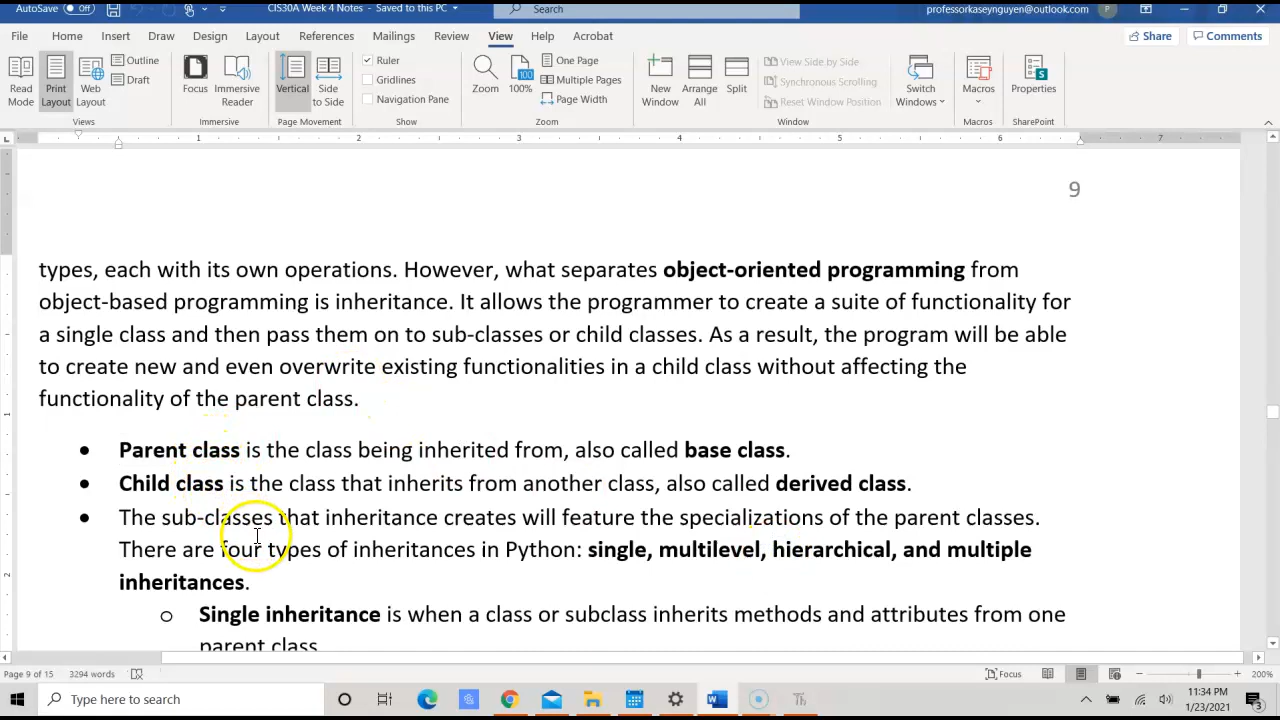 AutoSave Off
CIS30A Week 4 Notes - Saved to this PC
Search
professorkaseynguyen@outlook.com
P
File Home Insert Draw Design Layout References Mailings Review View Help Acrobat
Share Comments
Read Mode
Print Layout
Web Layout
Outline
Draft
Views
Focus
Immersive Reader
Immersive
Vertical
Side to Side
Page Movement
Ruler
Gridlines
Navigation Pane
Show
Zoom
100
100%
One Page
Multiple Pages
Page Width
Zoom
New Window
Arrange All
Split
View Side by Side
Synchronous Scrolling
Reset Window Position
Switch Windows
Window
Macros
Macros
Properties
SharePoint
1 2 3 4 5 6 7
9
types, each with its own operations. However, what separates object-oriented programming from
object-based programming is inheritance. It allows the programmer to create a suite of functionality for
a single class and then pass them on to sub-classes or child classes. As a result, the program will be able
to create new and even overwrite existing functionalities in a child class without affecting the
functionality of the parent class.
• Parent class is the class being inherited from, also called base class.
• Child class is the class that inherits from another class, also called derived class.
• The sub-classes that inheritance creates will feature the specializations of the parent classes.
There are four types of inheritances in Python: single, multilevel, hierarchical, and multiple
inheritances.
o Single inheritance is when a class or subclass inherits methods and attributes from one
parent class.
1
2
Page 9 of 15 3294 words
Focus
200%
Type here to search
11:34 PM
1/23/2021
3